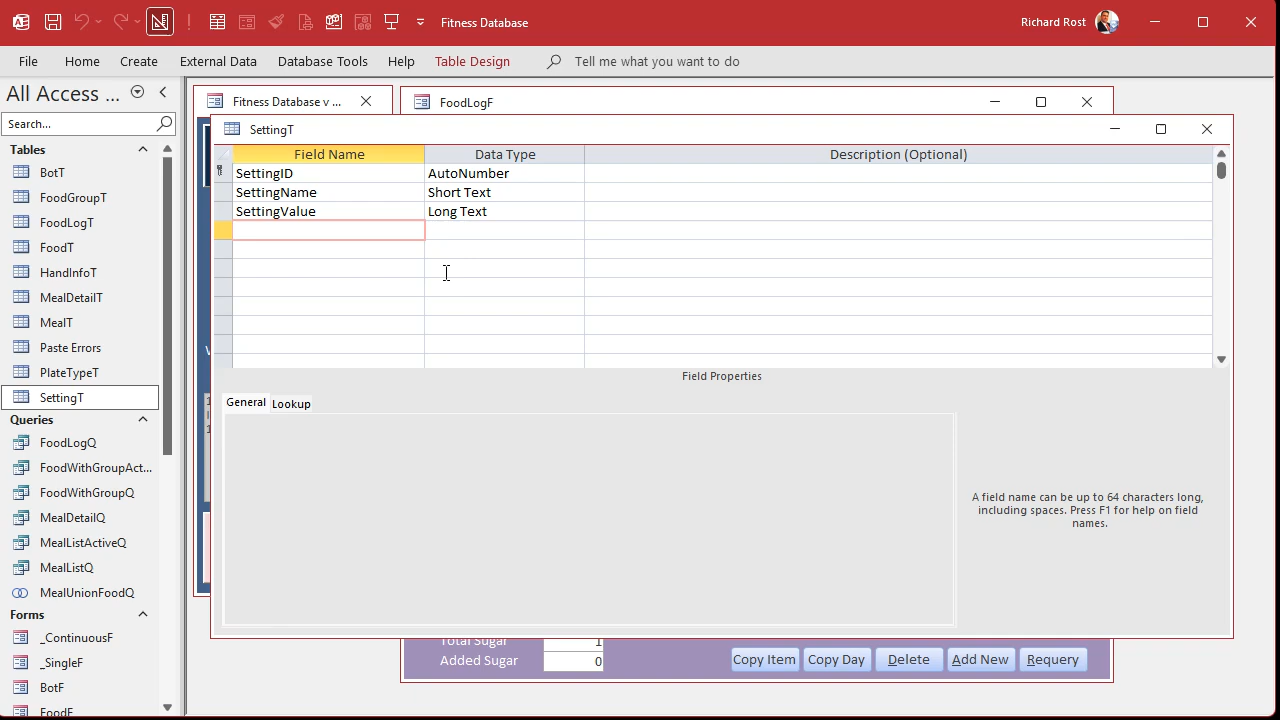 Fitness Database
Richard Rost
File
Home
Create
External Data
Database Tools
Help
Table Design
Tell me what you want to do
All Access ...
Search...
Tables
BotT
FoodGroupT
FoodLogT
FoodT
HandInfoT
MealDetailT
MealT
Paste Errors
PlateTypeT
SettingT
Queries
FoodLogQ
FoodWithGroupAct...
FoodWithGroupQ
MealDetailQ
MealListActiveQ
MealListQ
MealUnionFoodQ
Forms
_ContinuousF
_SingleF
BotF
FoodF
Fitness Database v ...
FoodLogF
SettingT
Field Name Data Type Description (Optional)
SettingID AutoNumber
SettingName Short Text
SettingValue Long Text
Field Properties
General Lookup
A field name can be up to 64 characters long,
including spaces. Press F1 for help on field
names.
Total Sugar 1
Added Sugar 0
Copy Item Copy Day Delete Add New Requery